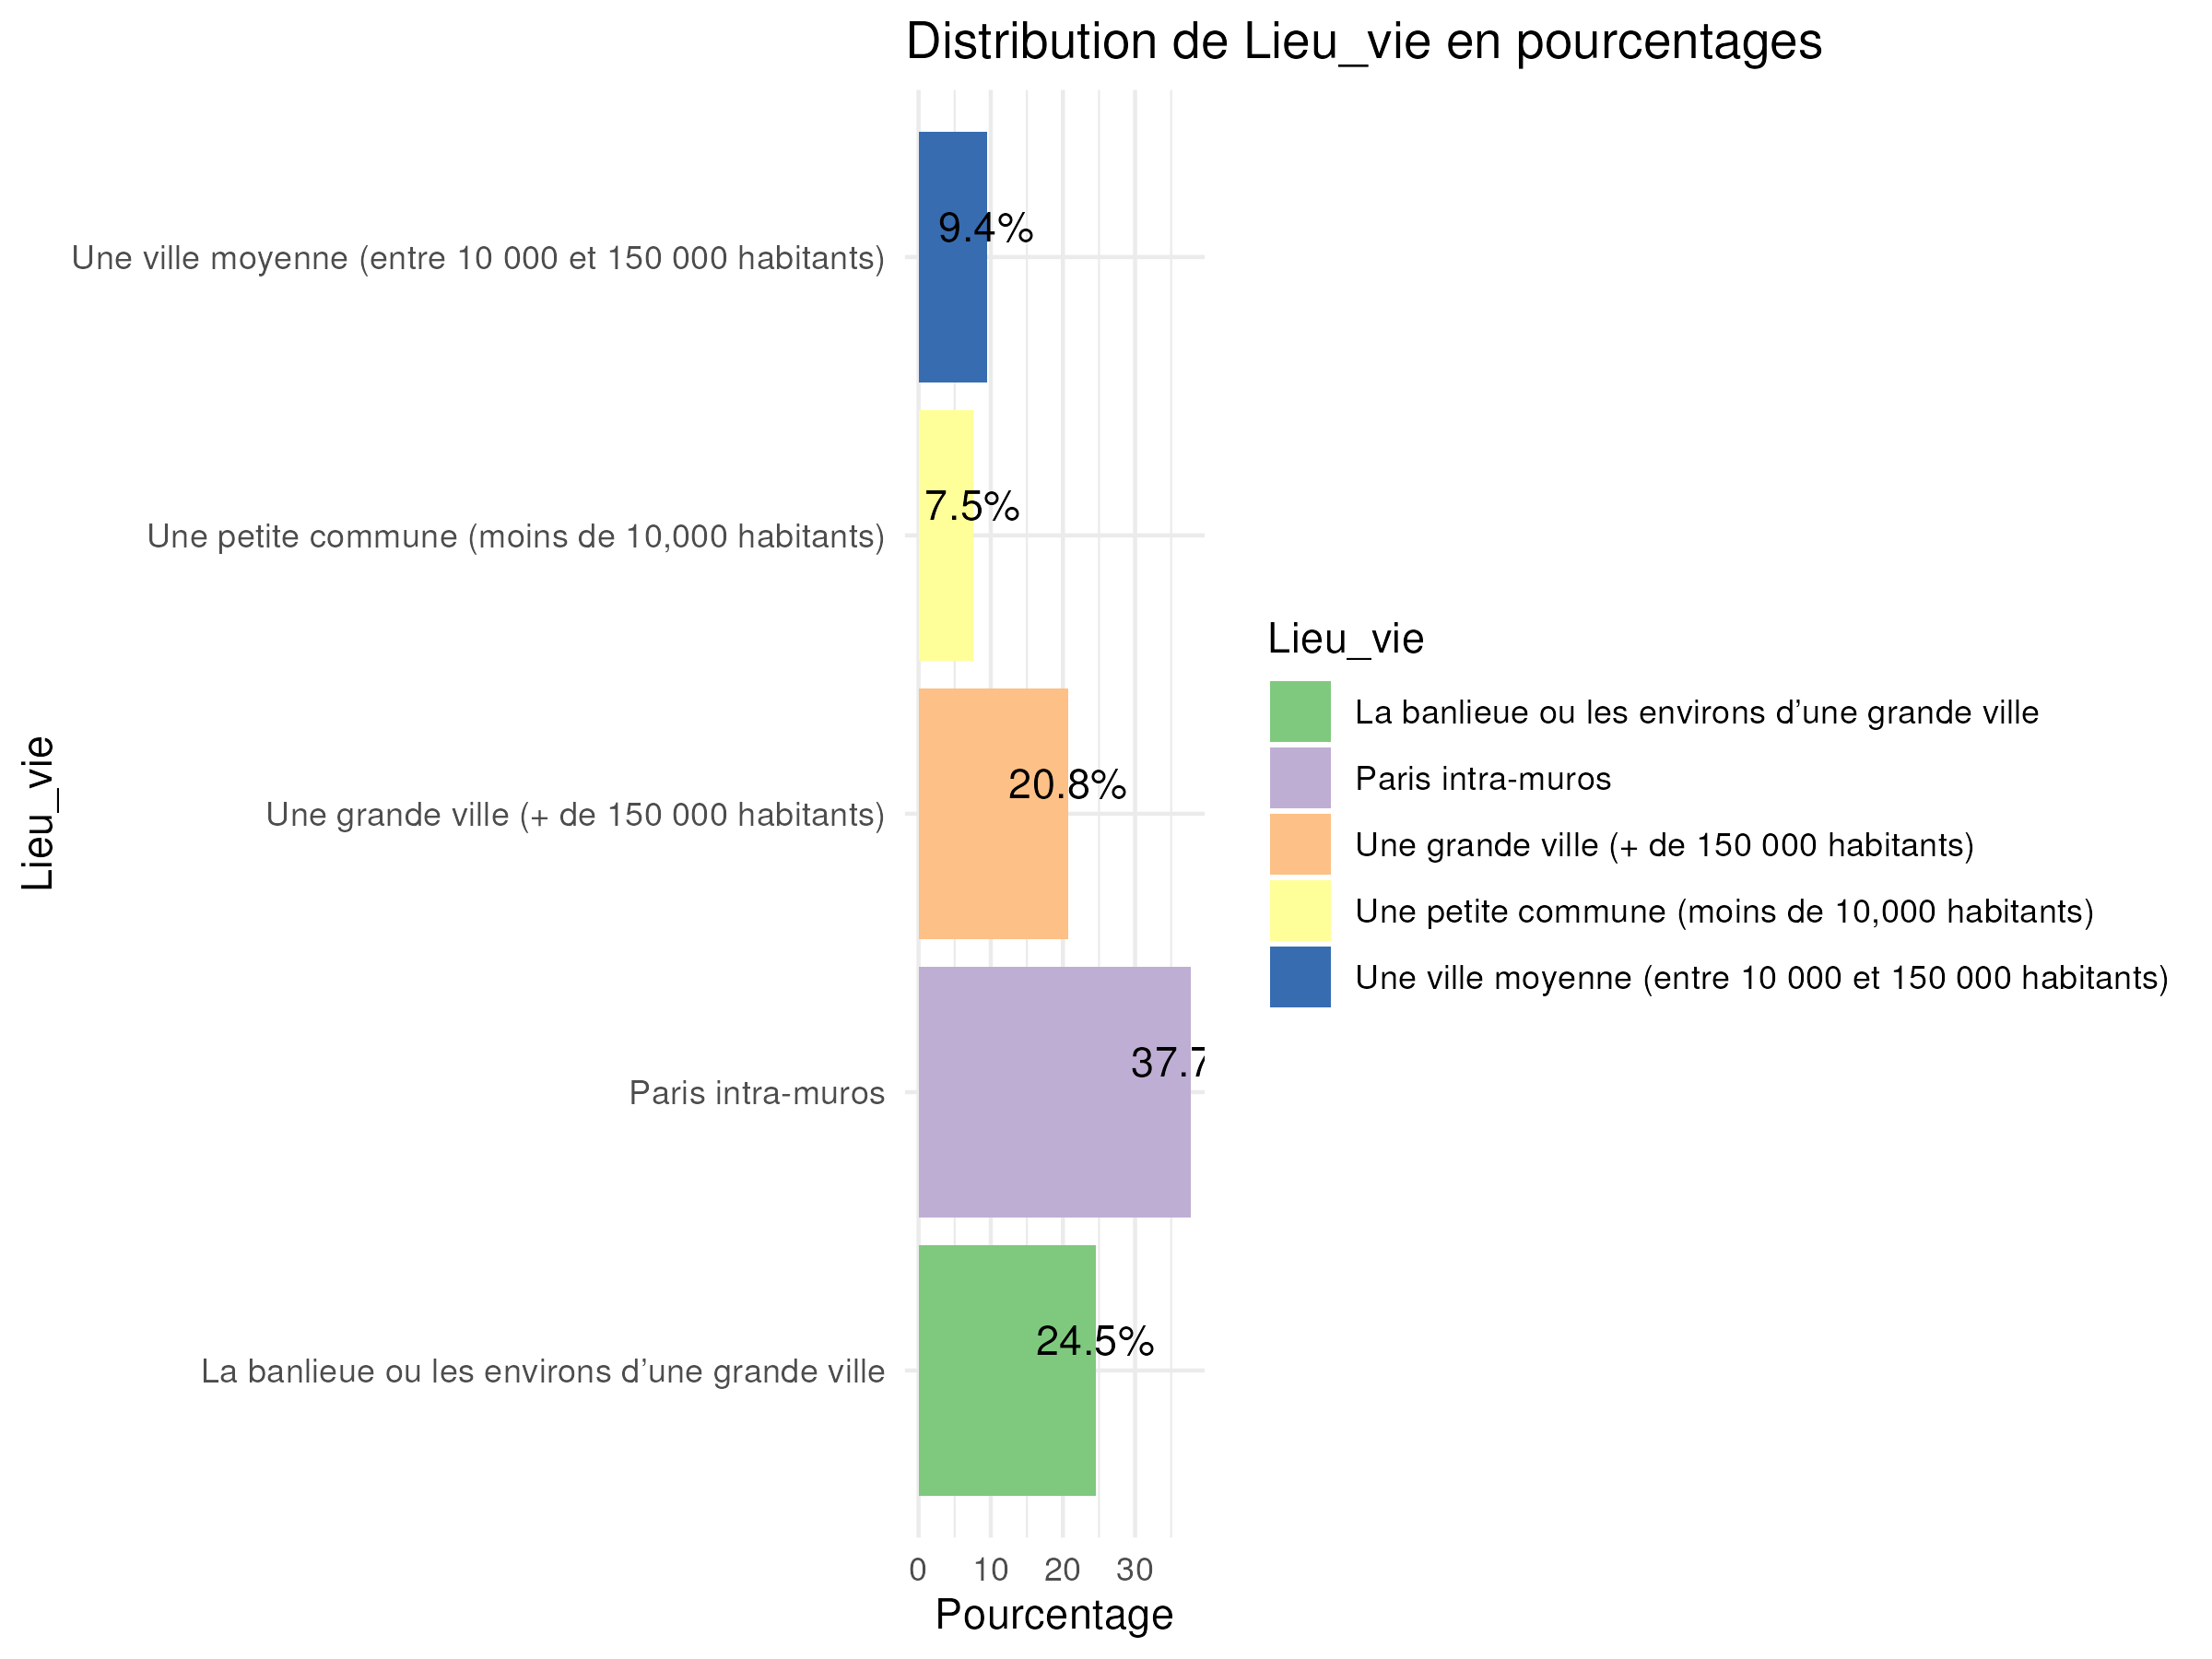 Distribution de Lieu_vie en pourcentages
Une ville moyenne (entre 10 000 et 150 000 habitants)
9.4%
Une petite commune (moins de 10,000 habitants)
7.5%
Une grande ville (+ de 150 000 habitants)
20.8%
Paris intra-muros
37.7
La banlieue ou les environs d’une grande ville
24.5%
Lieu_vie
0 10 20 30
Pourcentage
Lieu_vie
La banlieue ou les environs d’une grande ville
Paris intra-muros
Une grande ville (+ de 150 000 habitants)
Une petite commune (moins de 10,000 habitants)
Une ville moyenne (entre 10 000 et 150 000 habitants)